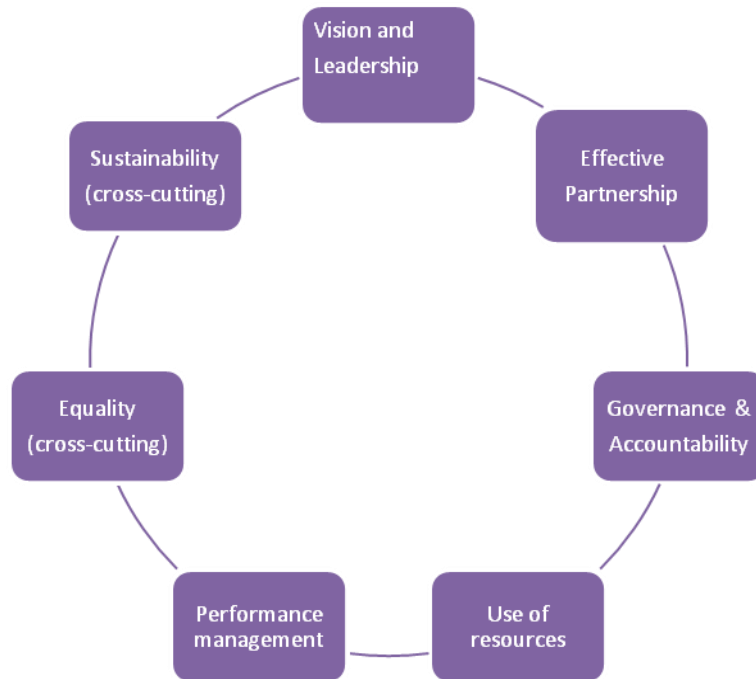 Vision and
Leadership
Effective
Partnership
Governance &
Accountability
Use of
resources
Performance
management
Equality
(cross-cutting)
Sustainability
(cross-cutting)